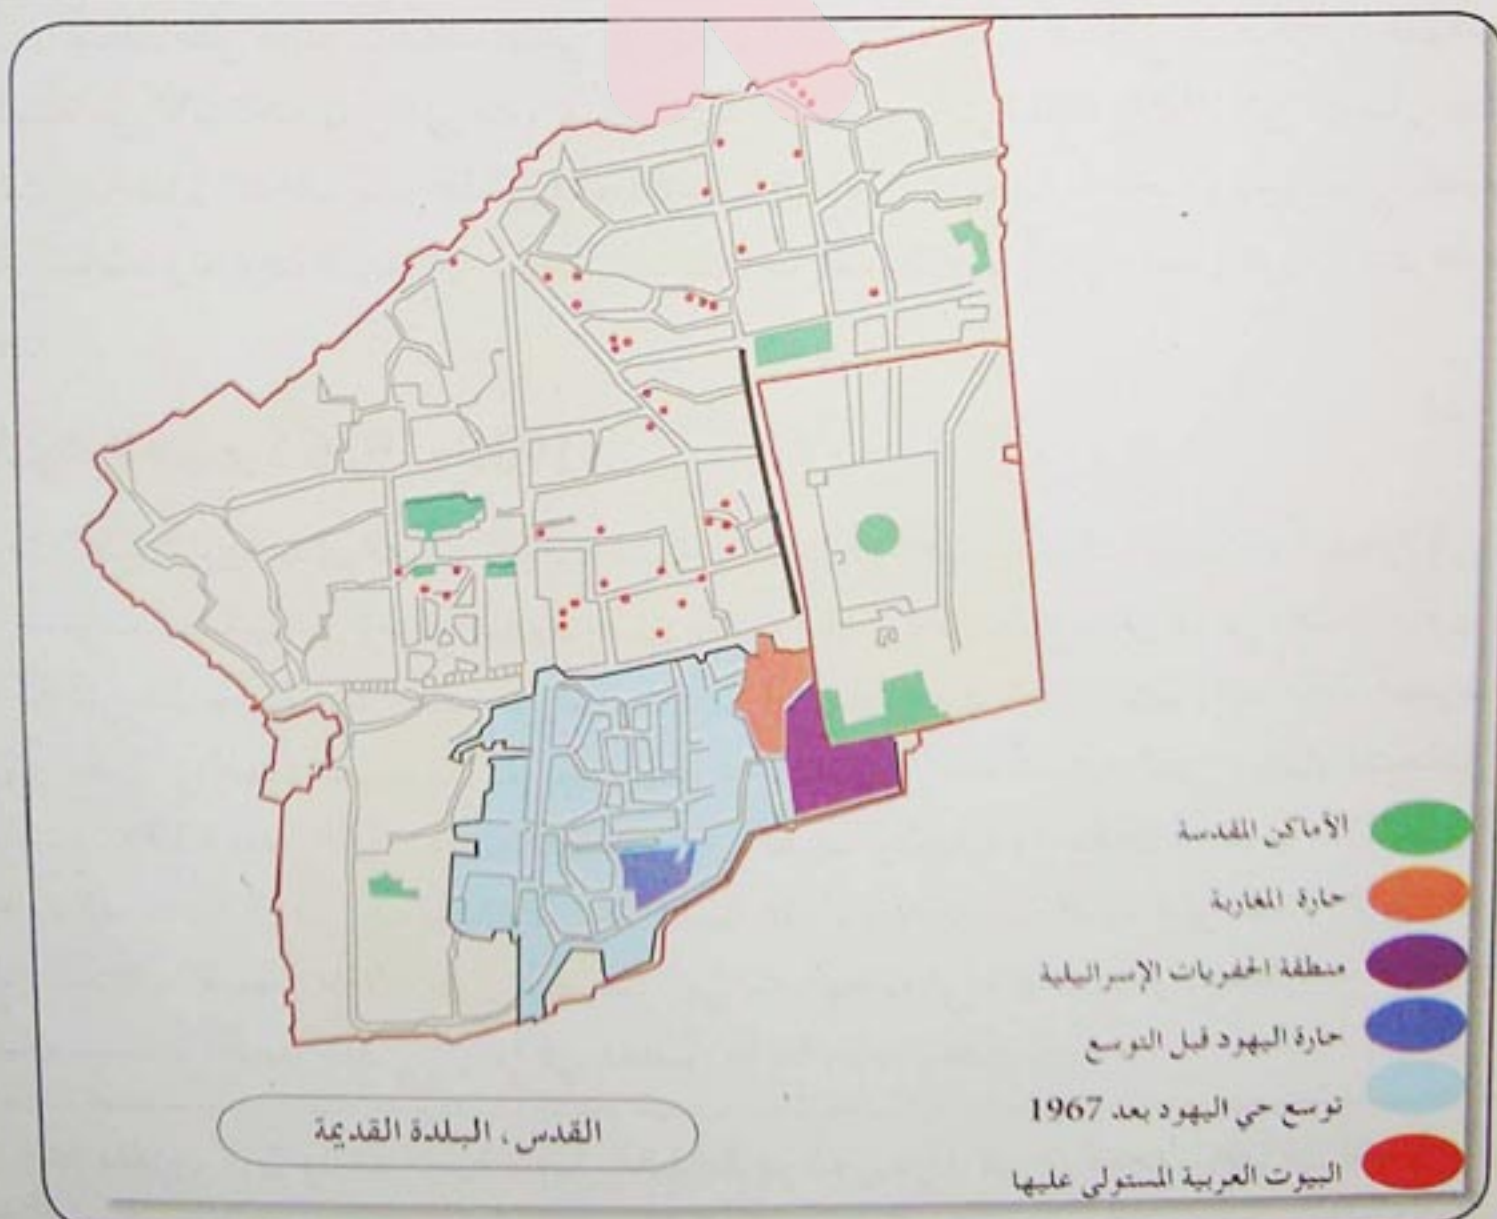 الأماكن المقدسة
حارة المغاربة
منطقة الحفريات الإسرائيلية
حارة اليهود قبل التوسع
توسع حي اليهود بعد 1967
البيوت العربية المستولى عليها
القدس، البلدة القديمة